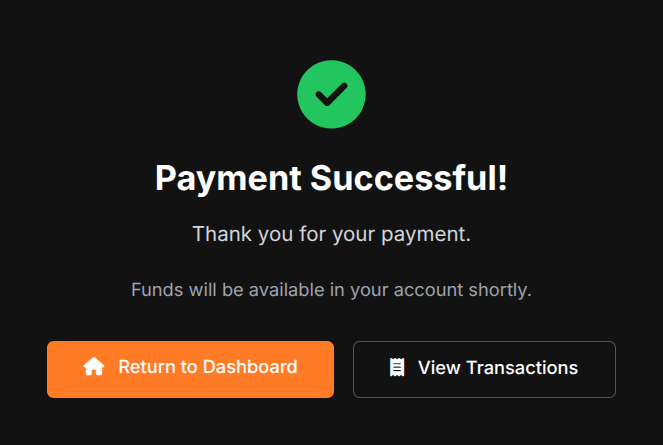 Payment Successful!
Thank you for your payment.
Funds will be available in your account shortly.
Return to Dashboard
View Transactions